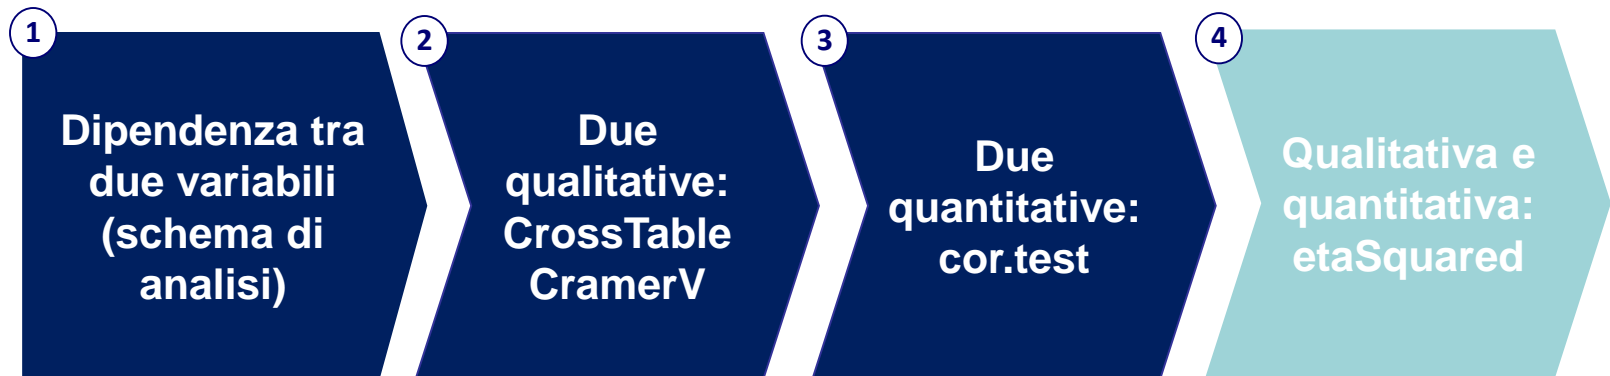 1
Dipendenza tra
due variabili
(schema di
analisi)
2
Due
qualitative:
CrossTable
CramerV
3
Due
quantitative:
cor.test
4
Qualitativa e
quantitativa:
etaSquared